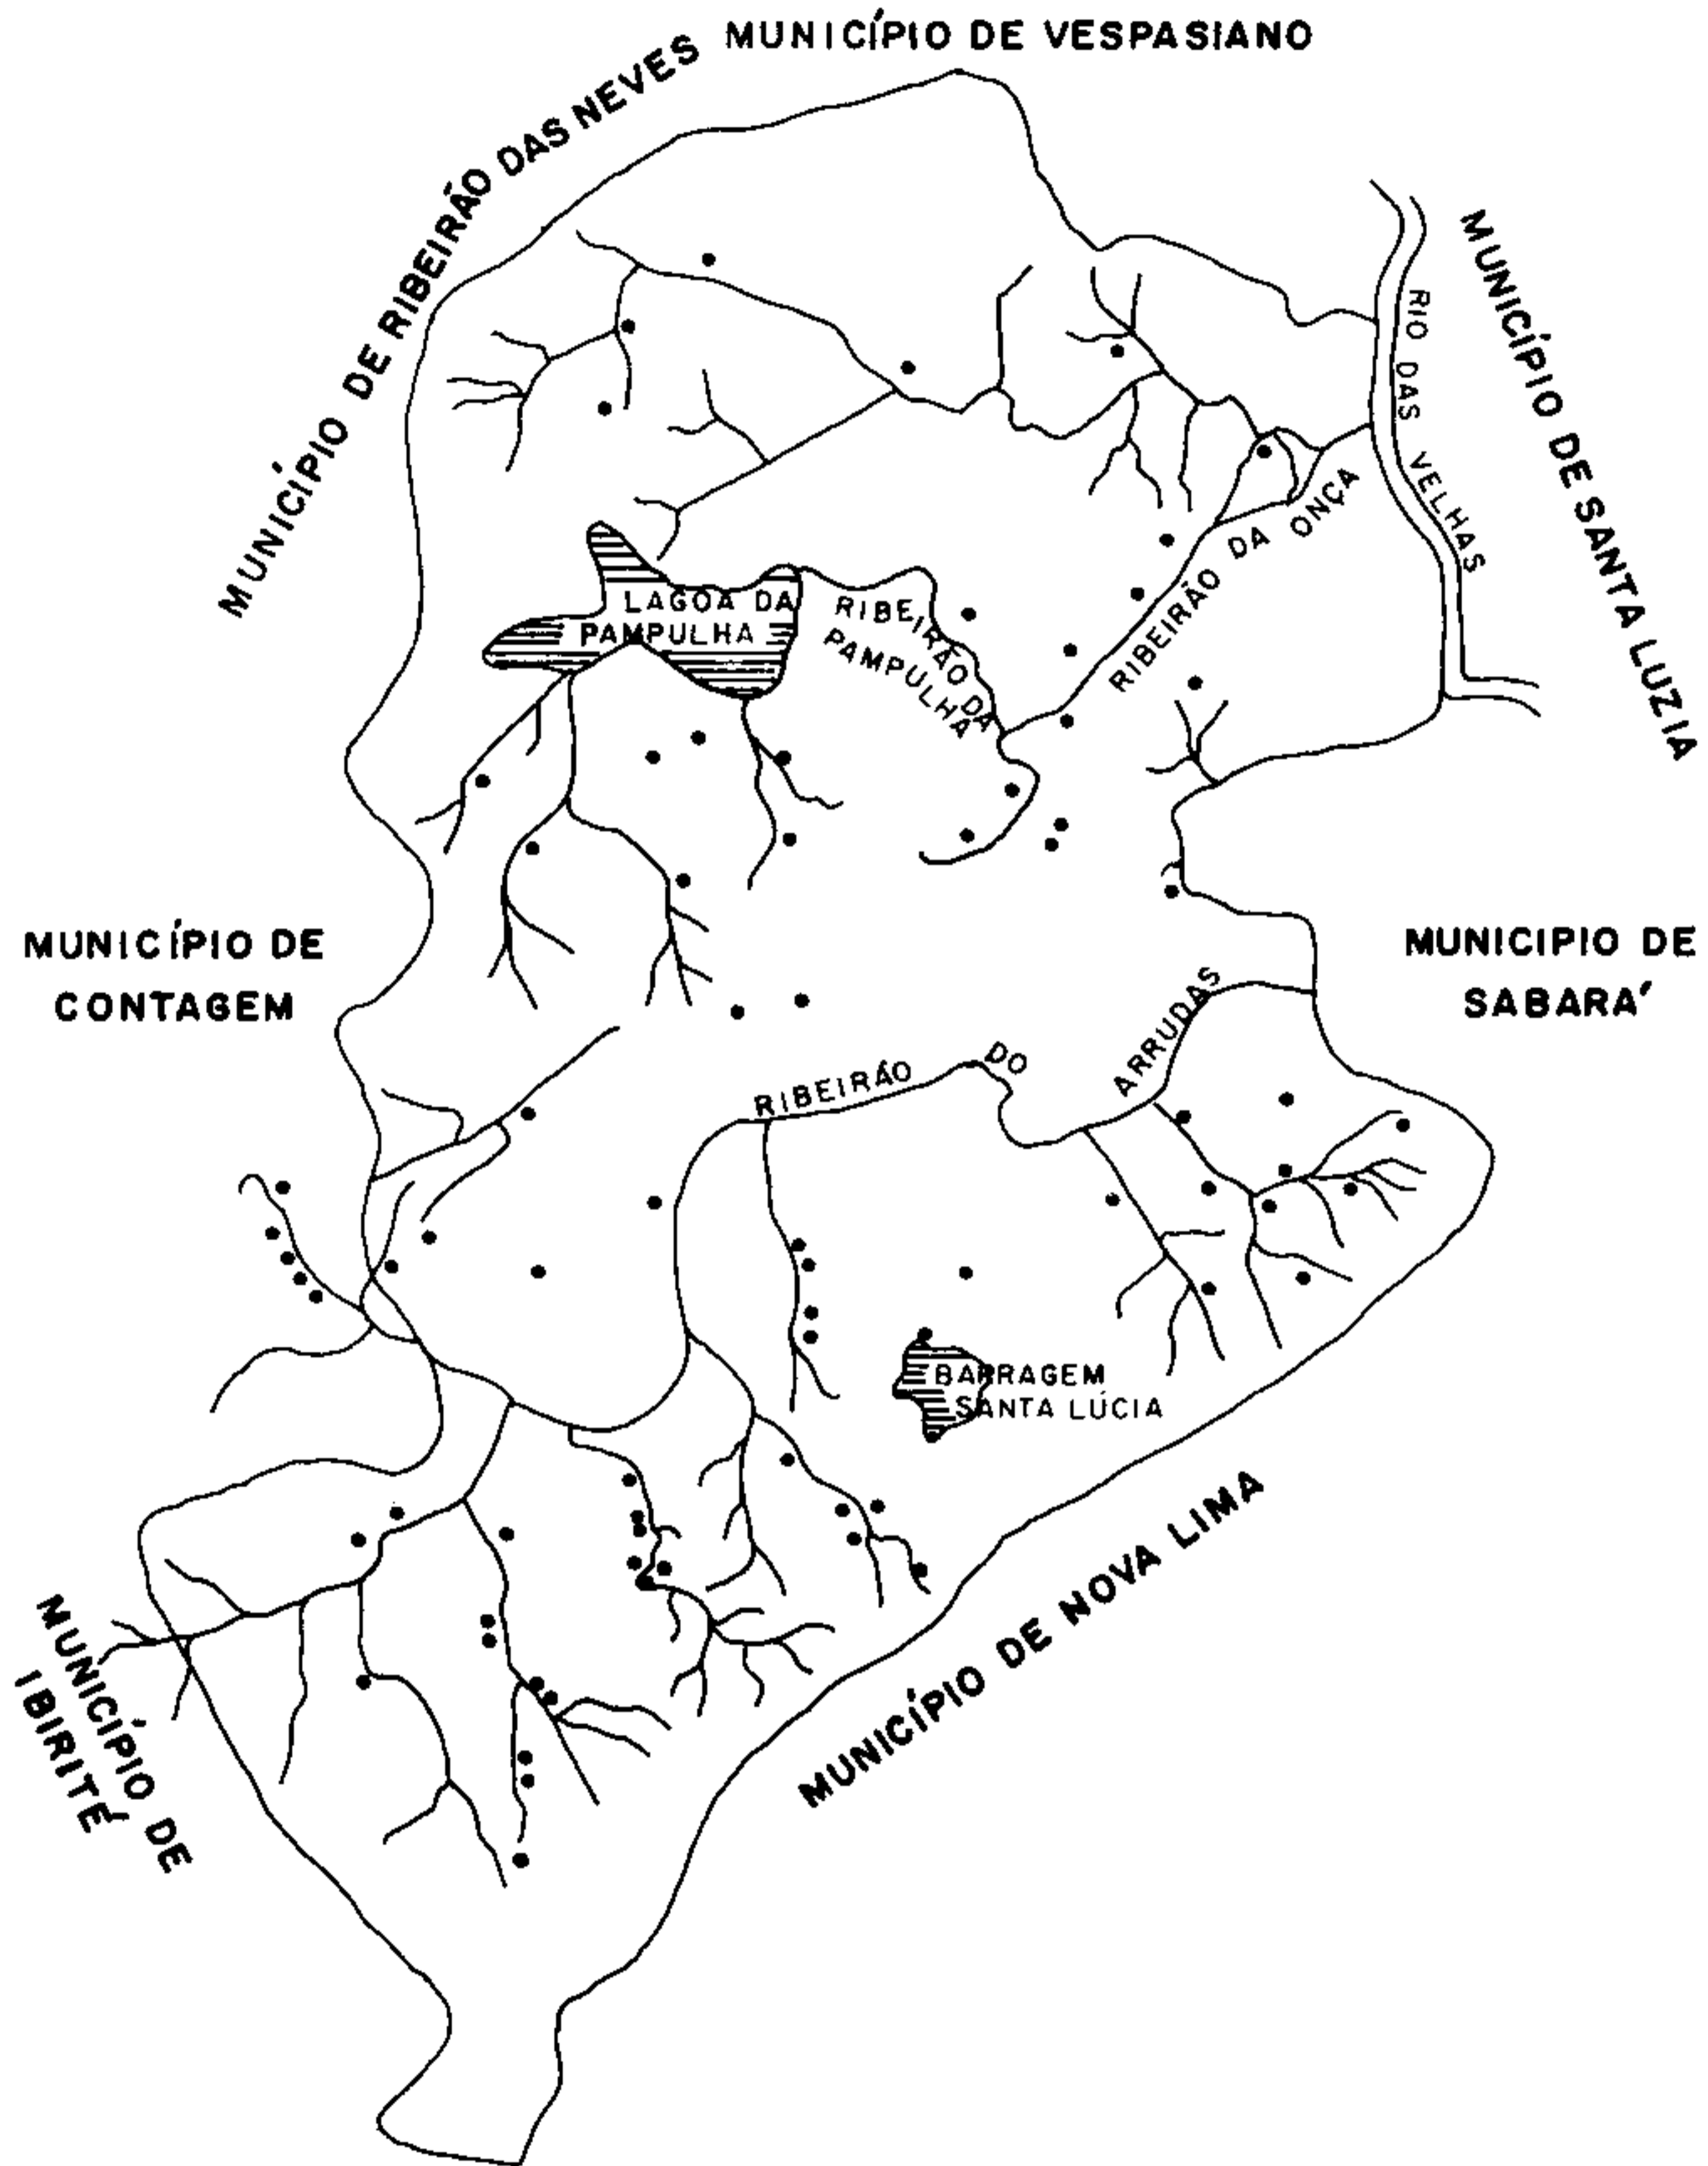 MUNICÍPIO DE VESPASIANO
MUNICÍPIO DE RIBEIRÃO DAS NEVES
MUNICÍPIO DE SANTA LUZIA
RIO DAS VELHAS
RIBEIRÃO DA ONÇA
LAGOA DA
PAMPULHA
RIBEIRÃO DA
PAMPULHA
MUNICÍPIO DE
CONTAGEM
MUNICIPIO DE
SABARA'
RIBEIRÃO DO ARRUDAS
BARRAGEM
SANTA LÚCIA
MUNICÍPIO DE NOVA LIMA
MUNICÍPIO DE
IBIRITÉ